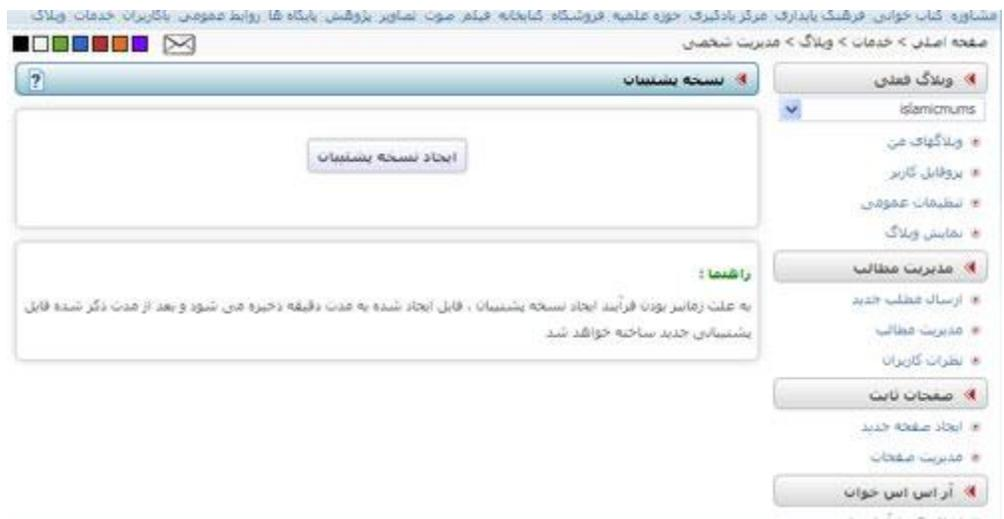 مشاوره کتاب خوانی فرهنگ پایداری مرکز یادگیری حوزه علمیه فروشگاه کتابخانه فیلم صوت تصاویر پژوهش پایگاه ها روابط عمومی باکاربران خدمات وبلاگ
صفحه اصلی > خدمات > وبلاگ > مدیریت شخصی
وبلاگ فعلی
islamicmums
وبلاگهای من
پروفایل کاربر
تنظیمات عمومی
نمایش وبلاگ
مدیریت مطالب
ارسال مطلب جدید
مدیریت مطالب
نظرات کاربران
صفحات ثابت
ایجاد صفحه جدید
مدیریت صفحات
آر اس اس خوان
نسخه پشتیبان
?
ایجاد نسخه پشتیبان
راهنما :
به علت زمانبر بودن فرآیند ایجاد نسخه پشتیبان ، فایل ایجاد شده به مدت دقیقه ذخیره می شود و بعد از مدت ذکر شده فایل
پشتیبانی جدید ساخته خواهد شد